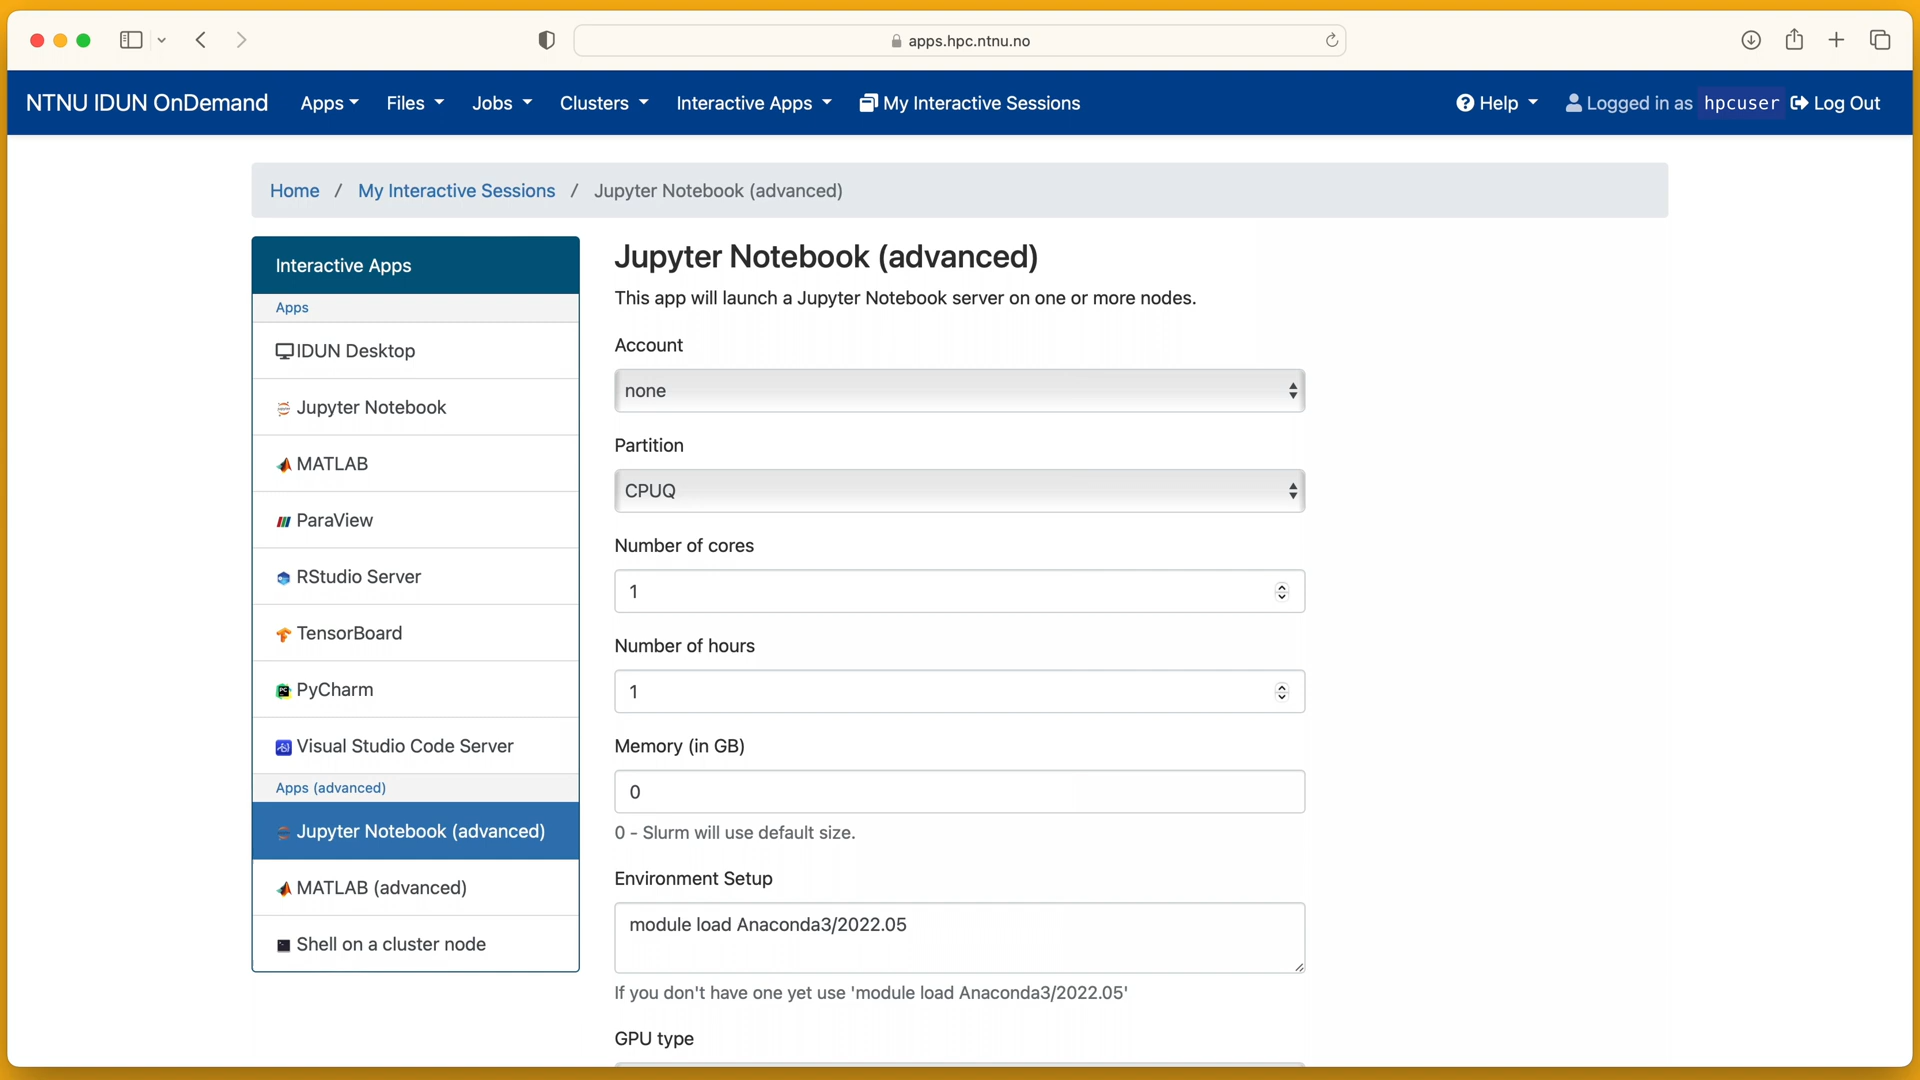 apps.hpc.ntnu.no
NTNU IDUN OnDemand Apps Files Jobs Clusters Interactive Apps My Interactive Sessions Help Logged in as hpcuser Log Out
Home / My Interactive Sessions / Jupyter Notebook (advanced)
Interactive Apps
Apps
IDUN Desktop
Jupyter Notebook
MATLAB
ParaView
RStudio Server
TensorBoard
PyCharm
Visual Studio Code Server
Apps (advanced)
Jupyter Notebook (advanced)
MATLAB (advanced)
Shell on a cluster node
Jupyter Notebook (advanced)
This app will launch a Jupyter Notebook server on one or more nodes.
Account
none
Partition
CPUQ
Number of cores
1
Number of hours
1
Memory (in GB)
0
0 - Slurm will use default size.
Environment Setup
module load Anaconda3/2022.05
If you don't have one yet use 'module load Anaconda3/2022.05'
GPU type